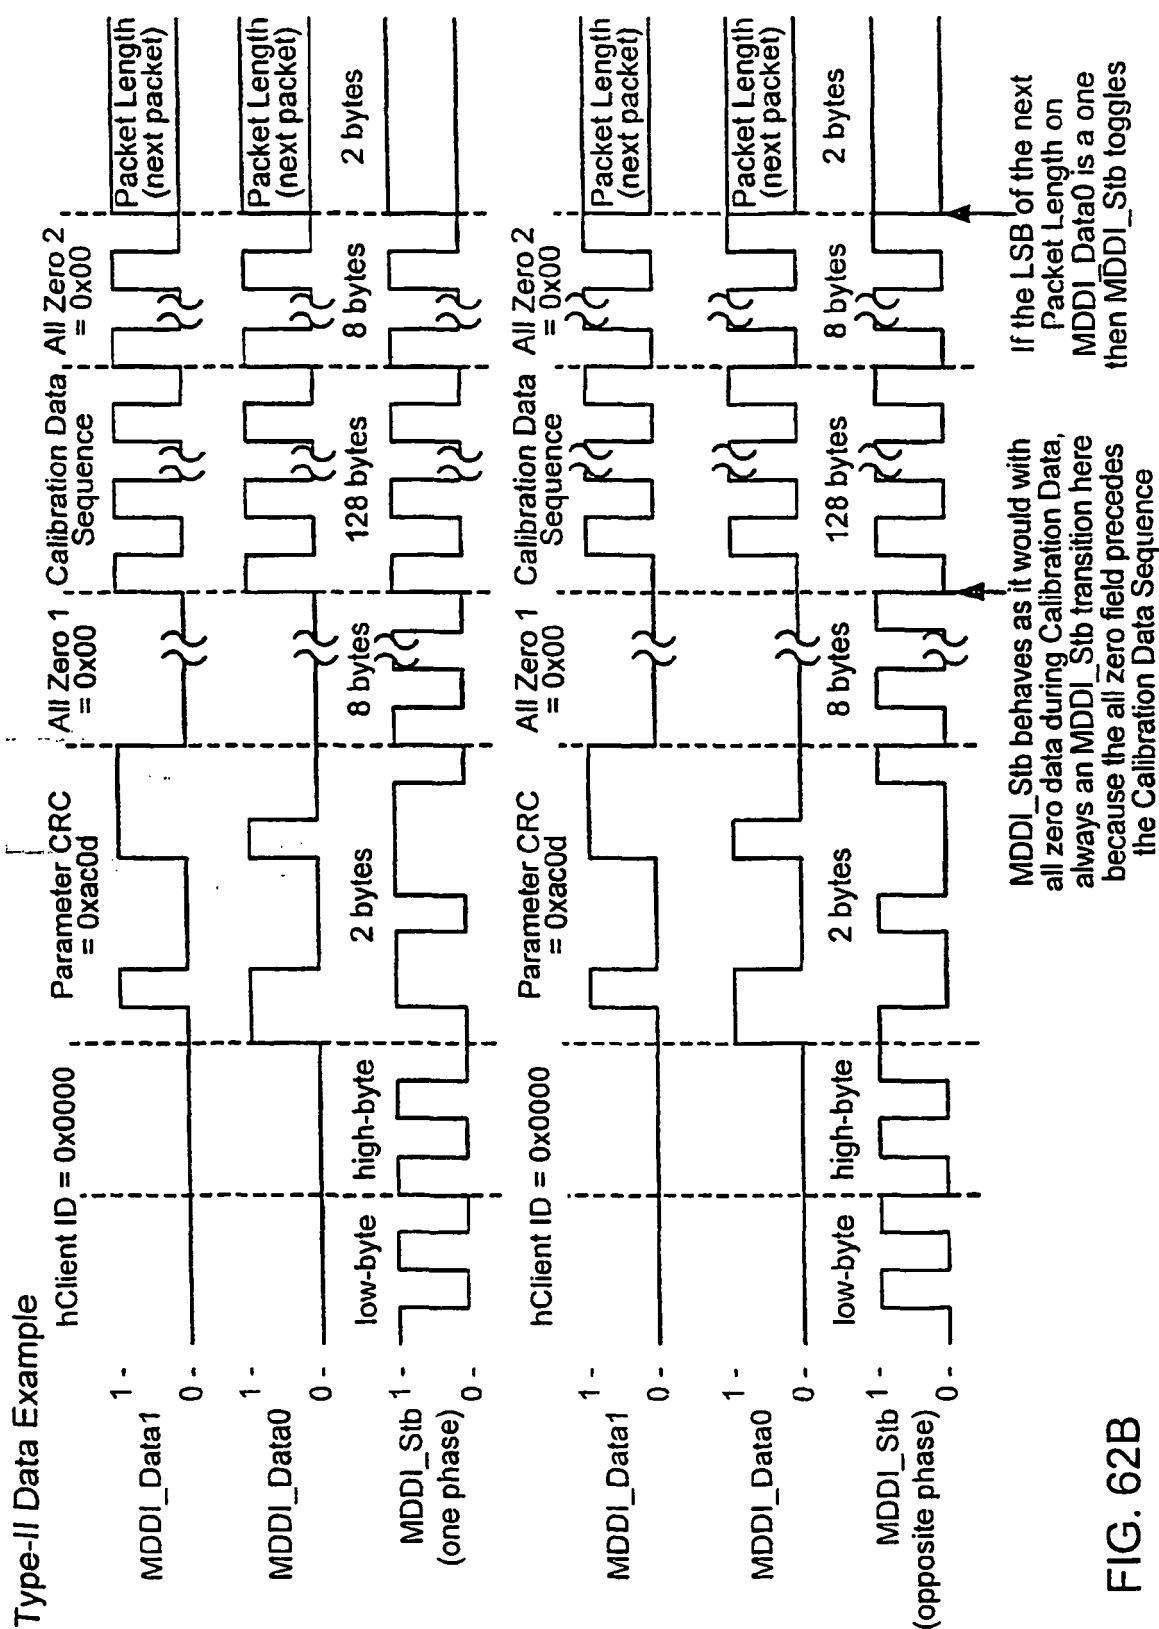 Type-II Data Example
hClient ID = 0x0000
Parameter CRC
= 0xac0d
All Zero 1
= 0x00
Calibration Data
Sequence
All Zero 2
= 0x00
MDDI_Data1
1 -
0 -
Packet Length
(next packet)
MDDI_Data0
1 -
0 -
Packet Length
(next packet)
low-byte
high-byte
2 bytes
8 bytes
128 bytes
8 bytes
2 bytes
MDDI_Stb
(one phase)
1 -
0 -
hClient ID = 0x0000
Parameter CRC
= 0xac0d
All Zero 1
= 0x00
Calibration Data
Sequence
All Zero 2
= 0x00
MDDI_Data1
1 -
0 -
Packet Length
(next packet)
MDDI_Data0
1 -
0 -
Packet Length
(next packet)
low-byte
high-byte
2 bytes
8 bytes
128 bytes
8 bytes
2 bytes
MDDI_Stb
(opposite phase)
1 -
0 -
MDDI_Stb behaves as it would with
all zero data during Calibration Data,
always an MDDI_Stb transition here
because the all zero field precedes
the Calibration Data Sequence
If the LSB of the next
Packet Length on
MDDI_Data0 is a one
then MDDI_Stb toggles
FIG. 62B